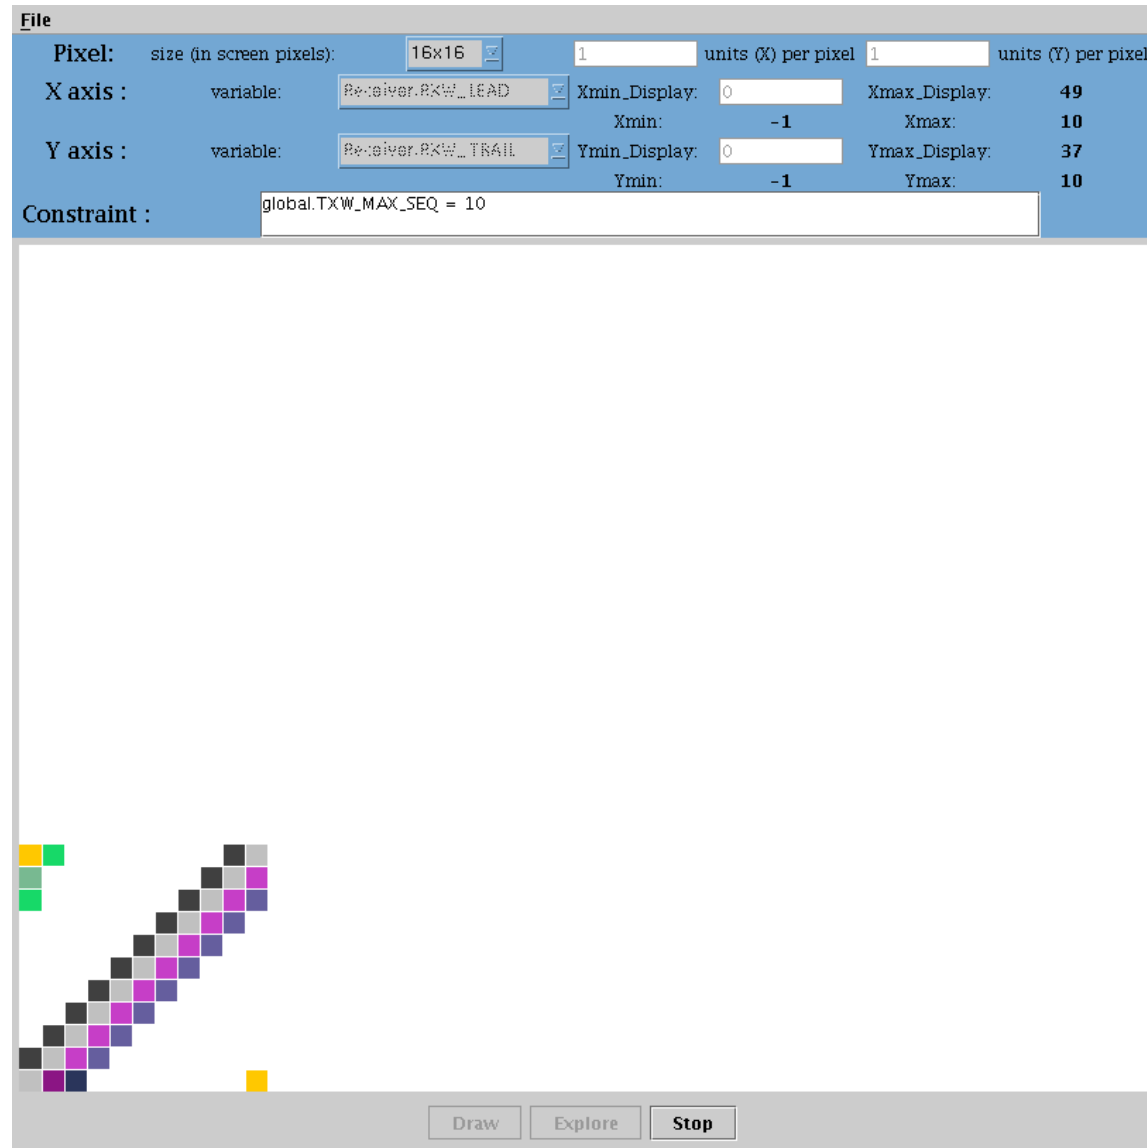 File
Pixel: size (in screen pixels): 16x16 1 units (X) per pixel 1 units (Y) per pixel
X axis : variable: Receiver.RXW_LEAD Xmin_Display: 0 Xmax_Display: 49
Xmin: -1 Xmax: 10
Y axis : variable: Receiver.RXW_TRAIL Ymin_Display: 0 Ymax_Display: 37
Ymin: -1 Ymax: 10
Constraint : global.TXW_MAX_SEQ = 10
Draw Explore Stop